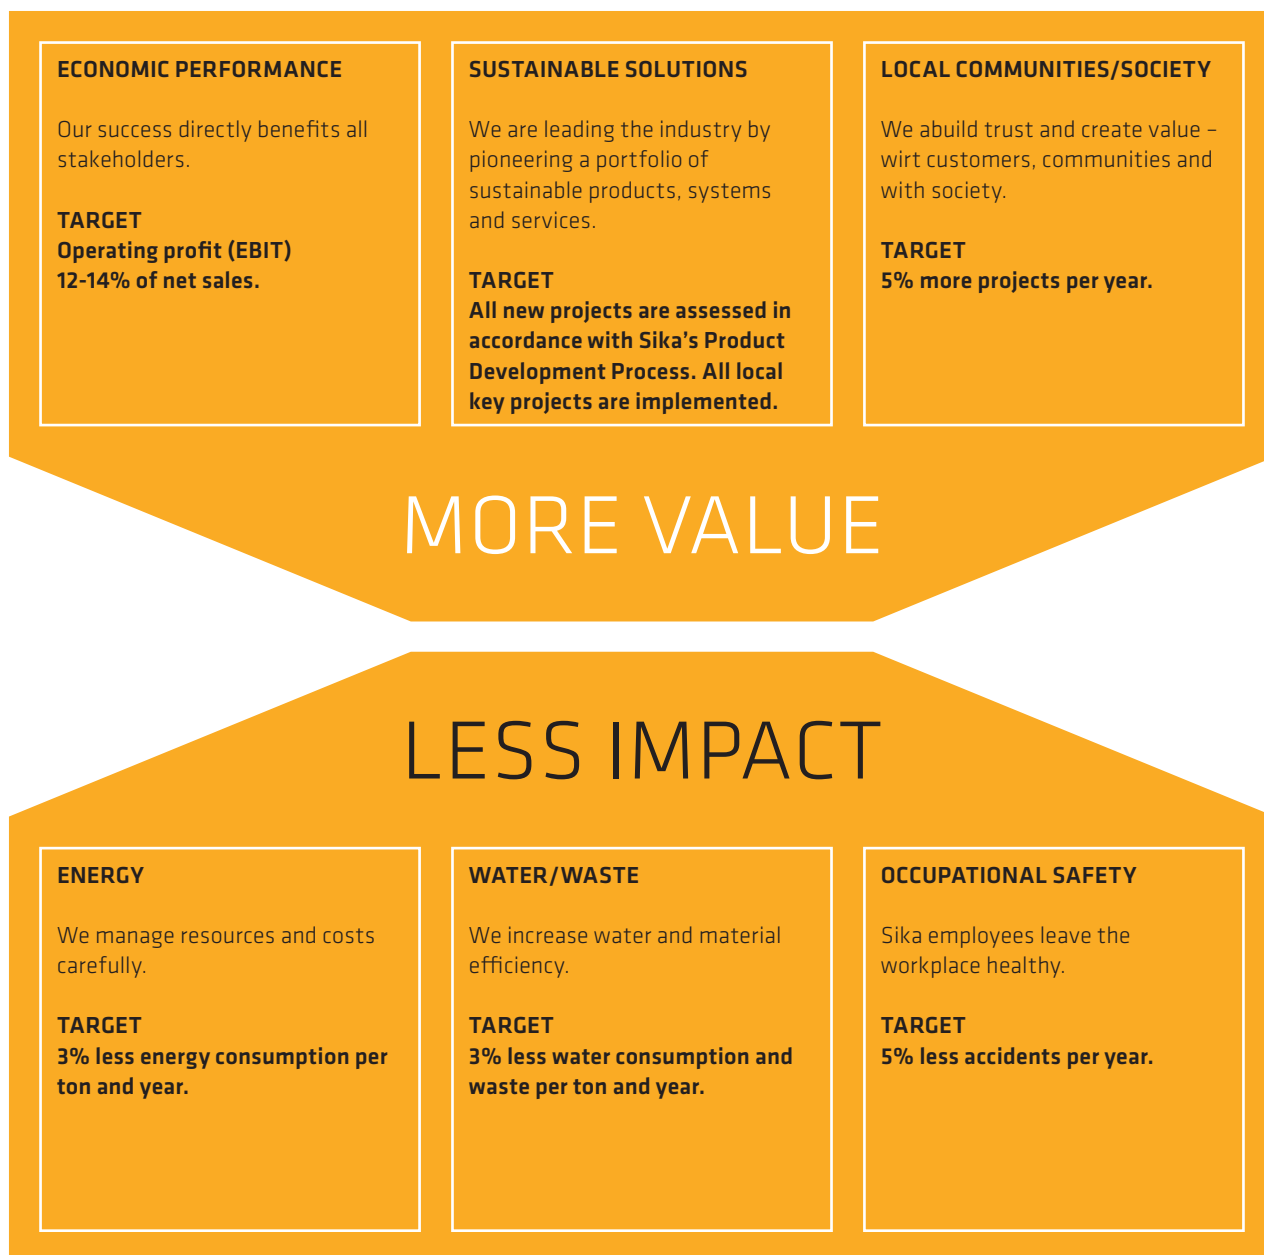 ECONOMIC PERFORMANCE
Our success directly benefits all
stakeholders.
TARGET
Operating profit (EBIT)
12-14% of net sales.
SUSTAINABLE SOLUTIONS
We are leading the industry by
pioneering a portfolio of
sustainable products, systems
and services.
TARGET
All new projects are assessed in
accordance with Sika's Product
Development Process. All local
key projects are implemented.
LOCAL COMMUNITIES/SOCIETY
We abuild trust and create value –
wirt customers, communities and
with society.
TARGET
5% more projects per year.
MORE VALUE
LESS IMPACT
ENERGY
We manage resources and costs
carefully.
TARGET
3% less energy consumption per
ton and year.
WATER/WASTE
We increase water and material
efficiency.
TARGET
3% less water consumption and
waste per ton and year.
OCCUPATIONAL SAFETY
Sika employees leave the
workplace healthy.
TARGET
5% less accidents per year.